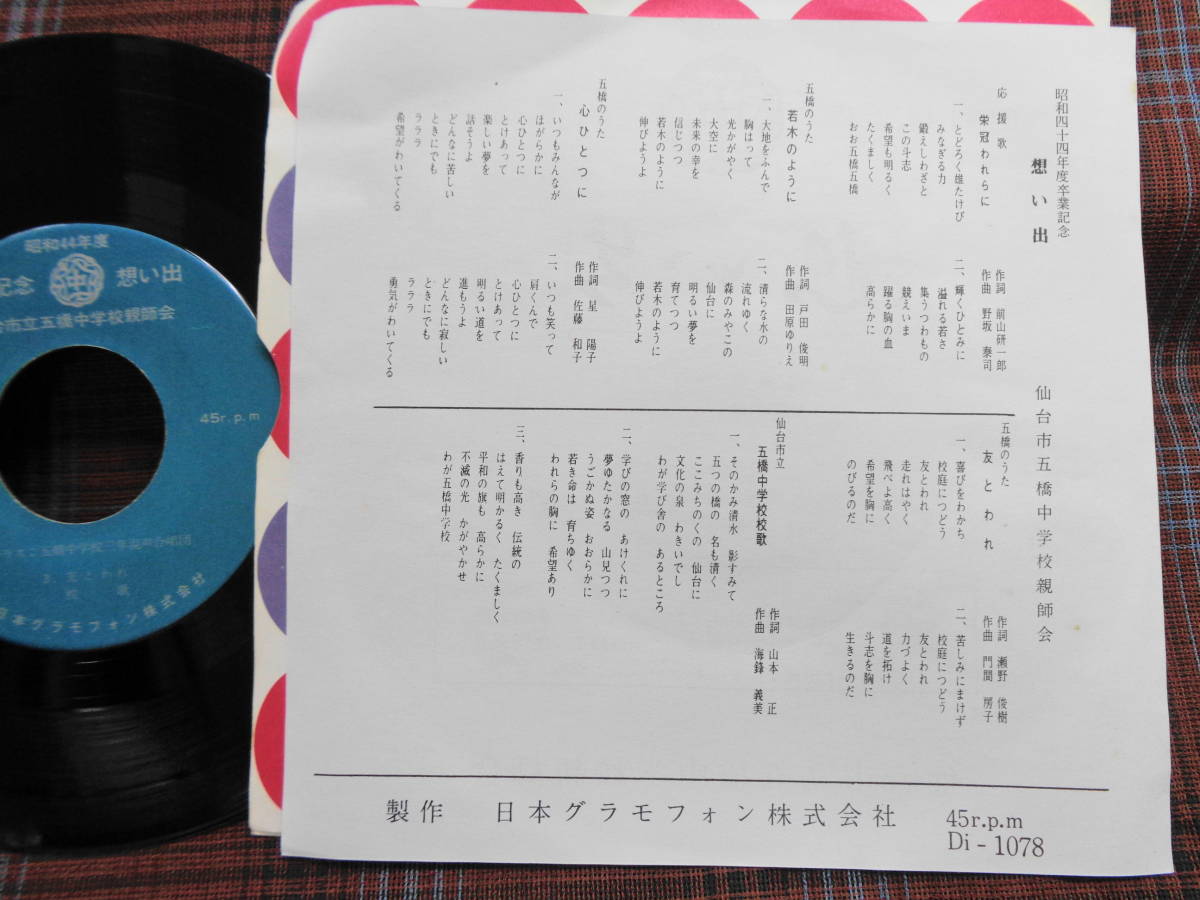 昭和四十四年度卒業記念
想い出
仙台市五橋中学校親師会
応援歌
栄冠われらに
作詞 前山研一郎
作曲 野坂 泰司
一、とどろく雄たけび
みなぎる力
鍛えしわざと
この斗志
希望も明るく
たくましく
おお五橋五橋
二、輝くひとみに
溢れる若さ
集うつわもの
競えいま
躍る胸の血
高らかに
五橋のうた
若木のように
作詞 戸田 俊明
作曲 田原ゆりえ
一、大地をふんで
胸はって
光かがやく
大空に
未来の幸を
信じつつ
若木のように
伸びようよ
二、清らな水の
流れゆく
森のみやこの
仙台に
明るい夢を
育てつつ
若木のように
伸びようよ
五橋のうた
心ひとつに
作詞 星 陽子
作曲 佐藤 和子
一、いつもみんなが
ほがらかに
心ひとつに
とけあって
楽しい夢を
話そうよ
どんなに苦しい
ときにでも
ラララ
希望がわいてくる
二、いつも笑って
肩くんで
心ひとつに
とけあって
明るい道を
進もうよ
どんなに寂しい
ときにでも
ラララ
勇気がわいてくる
五橋のうた
友とわれ
作詞 瀬野 俊樹
作曲 門間 房子
一、喜びをわかち
校庭につどう
友とわれ
走れはやく
飛べよ高く
希望を胸に
のびるのだ
二、苦しみにまけず
校庭につどう
友とわれ
力づよく
道を拓け
斗志を胸に
生きるのだ
仙台市立
五橋中学校校歌
作詞 山本 正
作曲 海鋒 義美
一、そのかみ清水 影すみて
五つの橋の 名も清く
ここみちのくの 仙台に
文化の泉 わきいでし
わが学び舎の あるところ
二、学びの窓の あけくれに
夢ゆたかなる 山見つつ
うごかぬ姿 おおらかに
若き命は 育ちゆく
われらの胸に 希望あり
三、香りも高き 伝統の
はえて明かるく たくましく
平和の旗も 高らかに
不滅の光 かがやかせ
わが五橋中学校
製作 日本グラモフォン株式会社
45r.p.m
Di-1078
昭和44年度
記念 中 想い出
台市立五橋中学校親師会
45r.p.m
五橋中学校三年混声合唱団
3. 友とわれ
校歌
日本グラモフォン株式会社